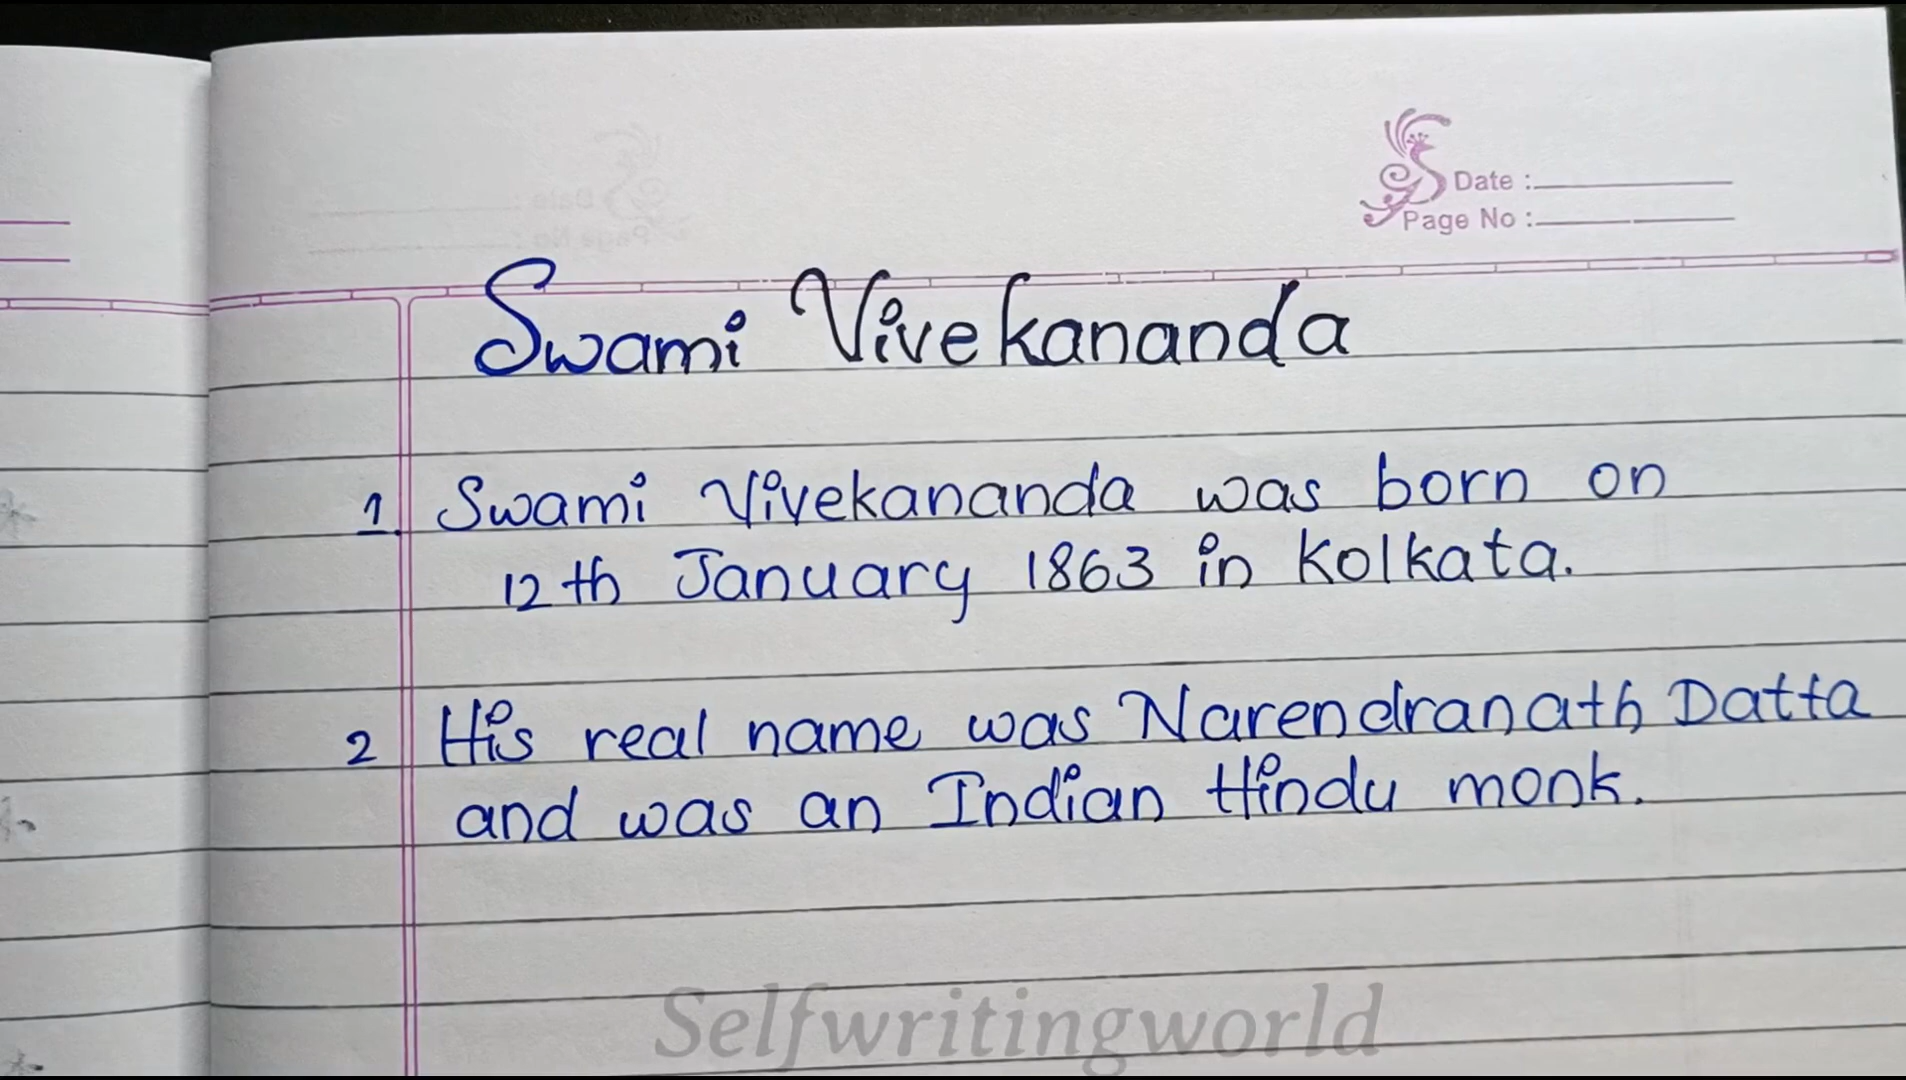 Date :
Page No :
Swami Vivekananda
1. Swami Vivekananda was born on
12th January 1863 in Kolkata.
2 His real name was Narendranath Datta
and was an Indian Hindu monk.
Selfwritingworld